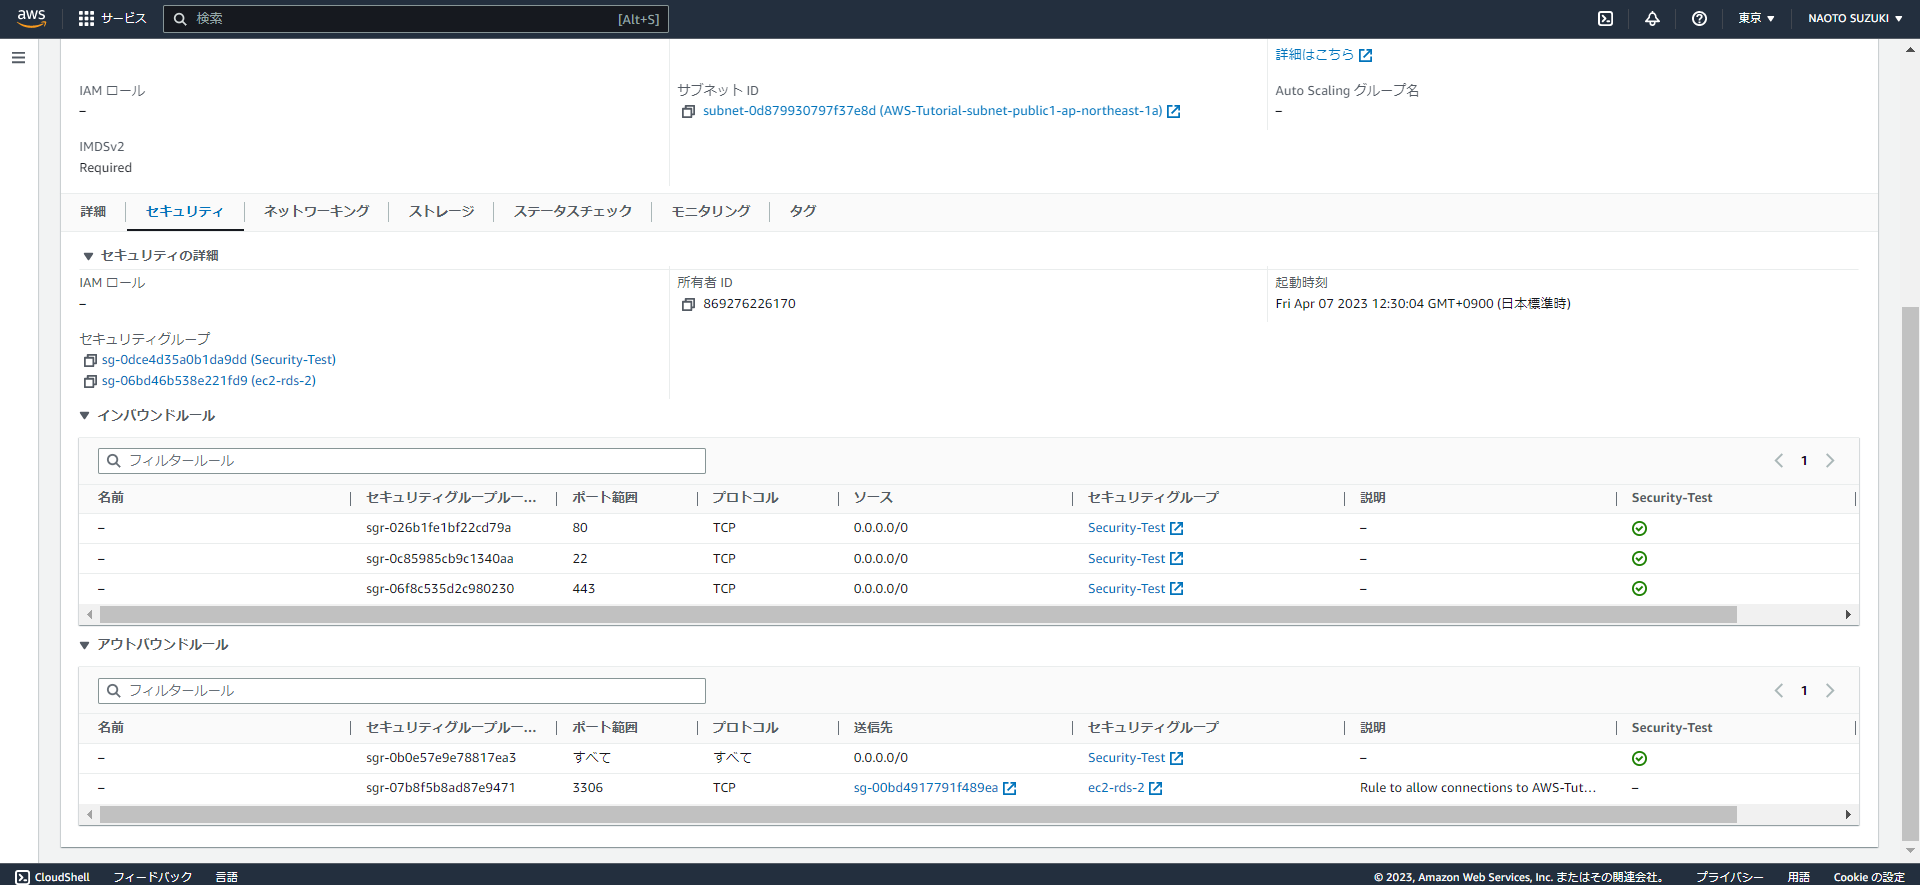 aws サービス 検索 [Alt+S] 東京 ▼ NAOTO SUZUKI ▼
詳細はこちら
IAM ロール サブネット ID Auto Scaling グループ名
– subnet-0d879930797f37e8d (AWS-Tutorial-subnet-public1-ap-northeast-1a) –
IMDSv2
Required
詳細 セキュリティ ネットワーキング ストレージ ステータスチェック モニタリング タグ
▼ セキュリティの詳細
IAM ロール 所有者 ID 起動時刻
– 869276226170 Fri Apr 07 2023 12:30:04 GMT+0900 (日本標準時)
セキュリティグループ
sg-0dce4d35a0b1da9dd (Security-Test)
sg-06bd46b538e221fd9 (ec2-rds-2)
▼ インバウンドルール
フィルタールール 1
名前 セキュリティグループルー... ポート範囲 プロトコル ソース セキュリティグループ 説明 Security-Test
– sgr-026b1fe1bf22cd79a 80 TCP 0.0.0.0/0 Security-Test –
– sgr-0c85985cb9c1340aa 22 TCP 0.0.0.0/0 Security-Test –
– sgr-06f8c535d2c980230 443 TCP 0.0.0.0/0 Security-Test –
▼ アウトバウンドルール
フィルタールール 1
名前 セキュリティグループルー... ポート範囲 プロトコル 送信先 セキュリティグループ 説明 Security-Test
– sgr-0b0e57e9e78817ea3 すべて すべて 0.0.0.0/0 Security-Test –
– sgr-07b8f5b8ad87e9471 3306 TCP sg-00bd4917791f489ea ec2-rds-2 Rule to allow connections to AWS-Tut... –
CloudShell フィードバック 言語 © 2023, Amazon Web Services, Inc. またはその関連会社。 プライバシー 用語 Cookie の設定